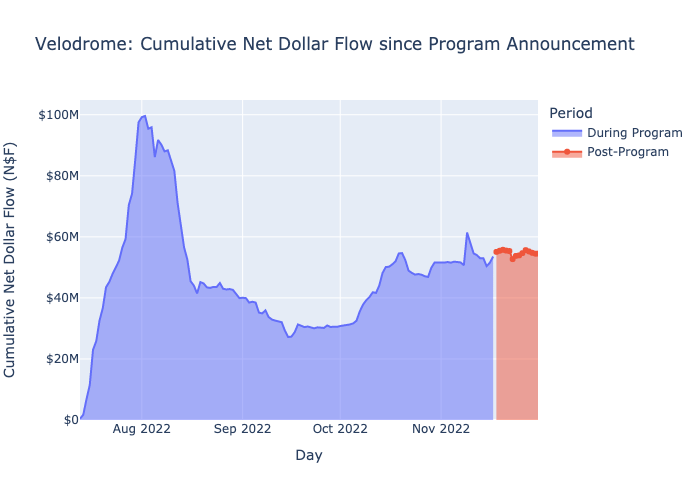 Velodrome: Cumulative Net Dollar Flow since Program Announcement
Cumulative Net Dollar Flow (N$F)
$100M
$80M
$60M
$40M
$20M
$0
Aug 2022
Sep 2022
Oct 2022
Nov 2022
Day
Period
During Program
Post-Program